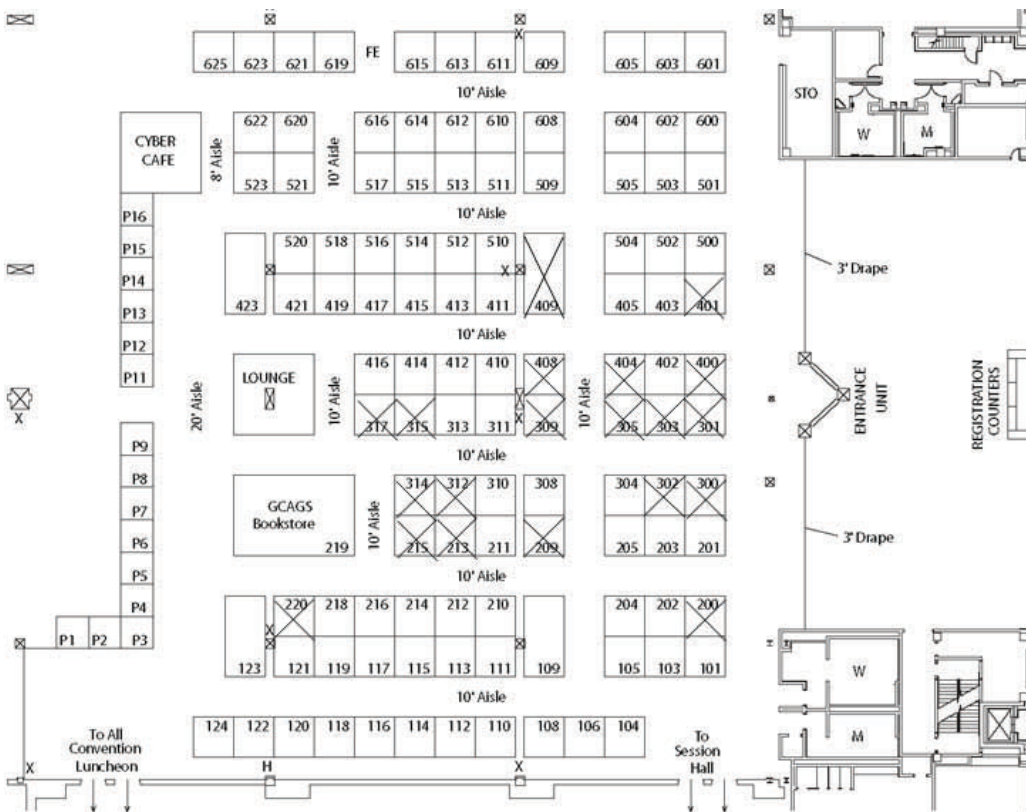 X
625 623 621 619 FE 615 613 611 609 605 603 601
10' Aisle
STO
W M
CYBER
CAFE
8' Aisle
622 620
10' Aisle
616 614 612 610 608 604 602 600
523 521 517 515 513 511 509 505 503 501
10' Aisle
P16
P15
P14
P13
P12
P11
520 518 516 514 512 510 504 502 500
X
423 421 419 417 415 413 411 409 405 403 401
3' Drape
10' Aisle
20' Aisle
LOUNGE
10' Aisle
416 414 412 410 408
10' Aisle
404 402 400
317 315 313 311 309 305 303 301
X
X
ENTRANCE
UNIT
REGISTRATION
COUNTERS
10' Aisle
P9
P8
P7
P6
P5
P4
P1 P2 P3
GCAGS
Bookstore
219
10' Aisle
314 312 310 308 304 302 300
215 213 211 209 205 203 201
3' Drape
10' Aisle
220 218 216 214 212 210 204 202 200
X
123 121 119 117 115 113 111 109 105 103 101
H H
W
M
10' Aisle
124 122 120 118 116 114 112 110 108 106 104
To All
Convention
Luncheon
To
Session
Hall
X H X H H